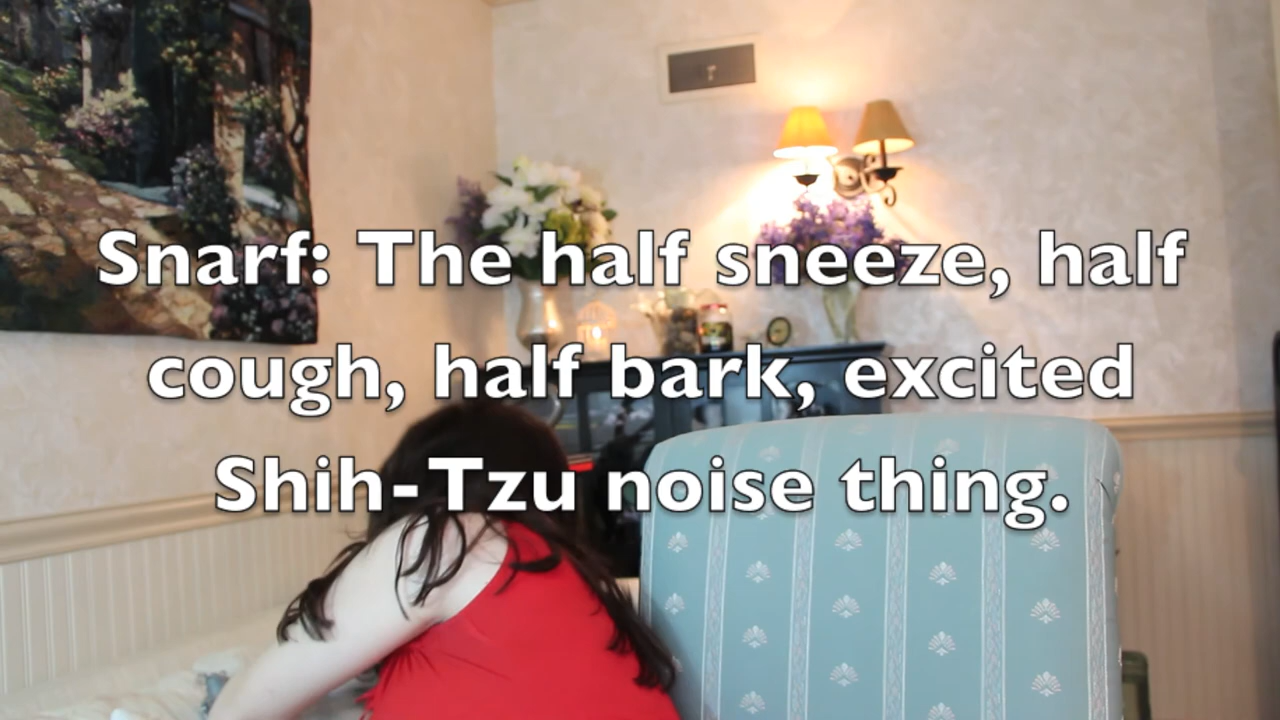 Snarf: The half sneeze, half
cough, half bark, excited
Shih-Tzu noise thing.